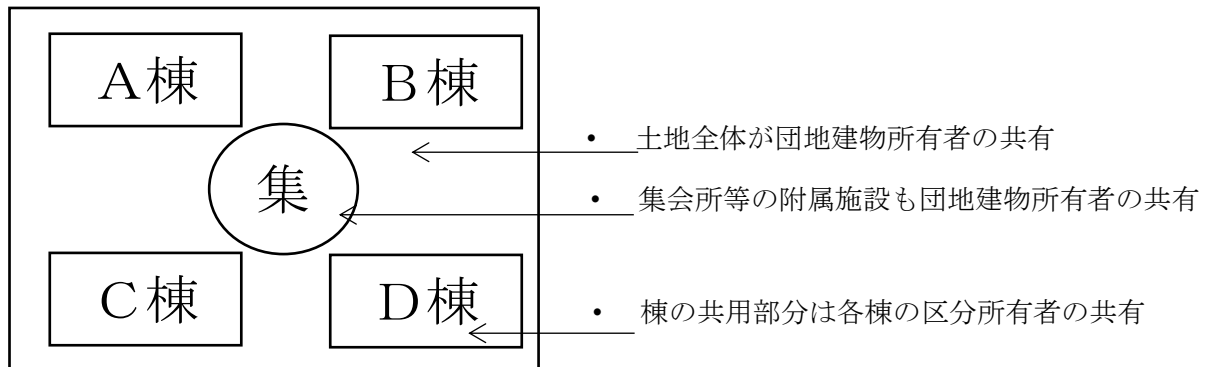 A棟
B棟
・ 土地全体が団地建物所有者の共有
集
・ 集会所等の附属施設も団地建物所有者の共有
C棟
D棟
・ 棟の共用部分は各棟の区分所有者の共有